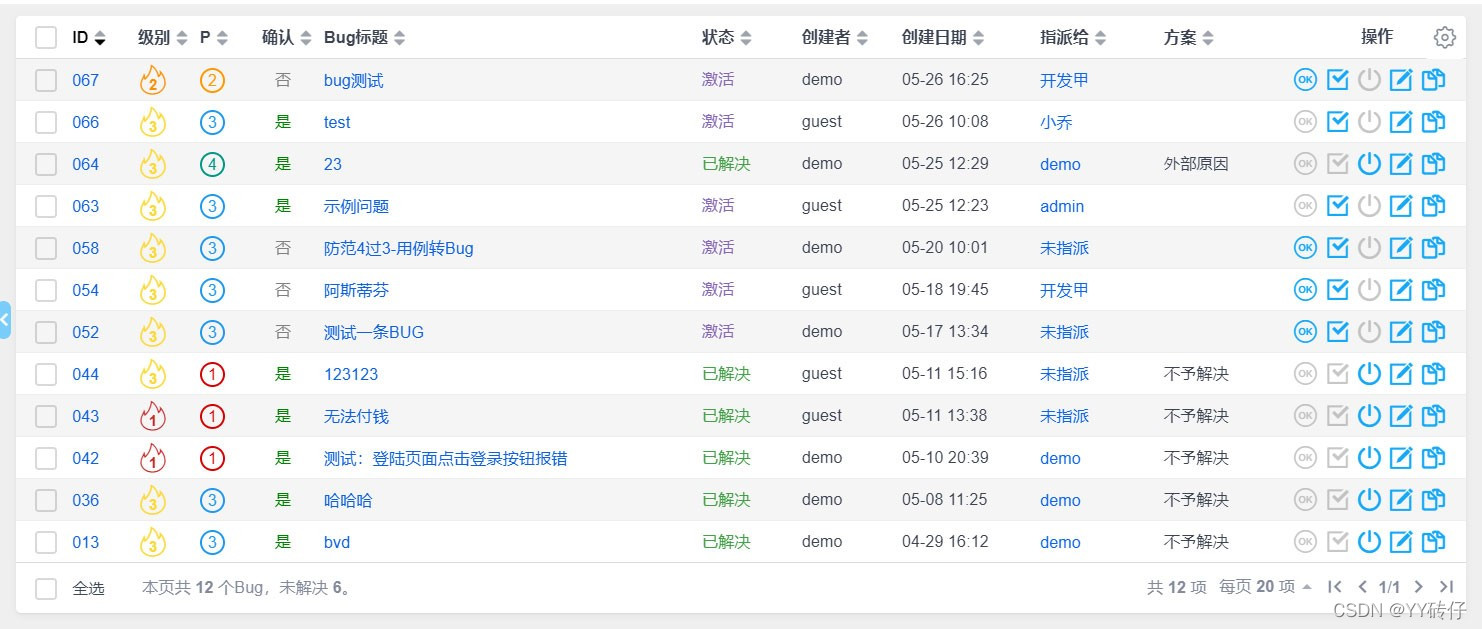 ID 级别 P 确认 Bug标题 状态 创建者 创建日期 指派给 方案 操作
067 2 2 否 bug测试 激活 demo 05-26 16:25 开发甲 OK
066 3 3 是 test 激活 guest 05-26 10:08 小乔 OK
064 3 4 是 23 已解决 demo 05-25 12:29 demo 外部原因 OK
063 3 3 是 示例问题 激活 guest 05-25 12:23 admin OK
058 3 3 否 防范4过3-用例转Bug 激活 demo 05-20 10:01 未指派 OK
054 3 3 否 阿斯蒂芬 激活 guest 05-18 19:45 开发甲 OK
052 3 3 否 测试一条BUG 激活 demo 05-17 13:34 未指派 OK
044 3 1 是 123123 已解决 guest 05-11 15:16 未指派 不予解决 OK
043 1 1 是 无法付钱 已解决 guest 05-11 13:38 未指派 不予解决 OK
042 1 1 是 测试：登陆页面点击登录按钮报错 已解决 demo 05-10 20:39 demo 不予解决 OK
036 3 3 是 哈哈哈 已解决 demo 05-08 11:25 demo 不予解决 OK
013 3 3 是 bvd 已解决 demo 04-29 16:12 demo 不予解决 OK
全选 本页共 12 个Bug，未解决 6。 共 12 项 每页 20 项 1/1
CSDN @YY砖仔